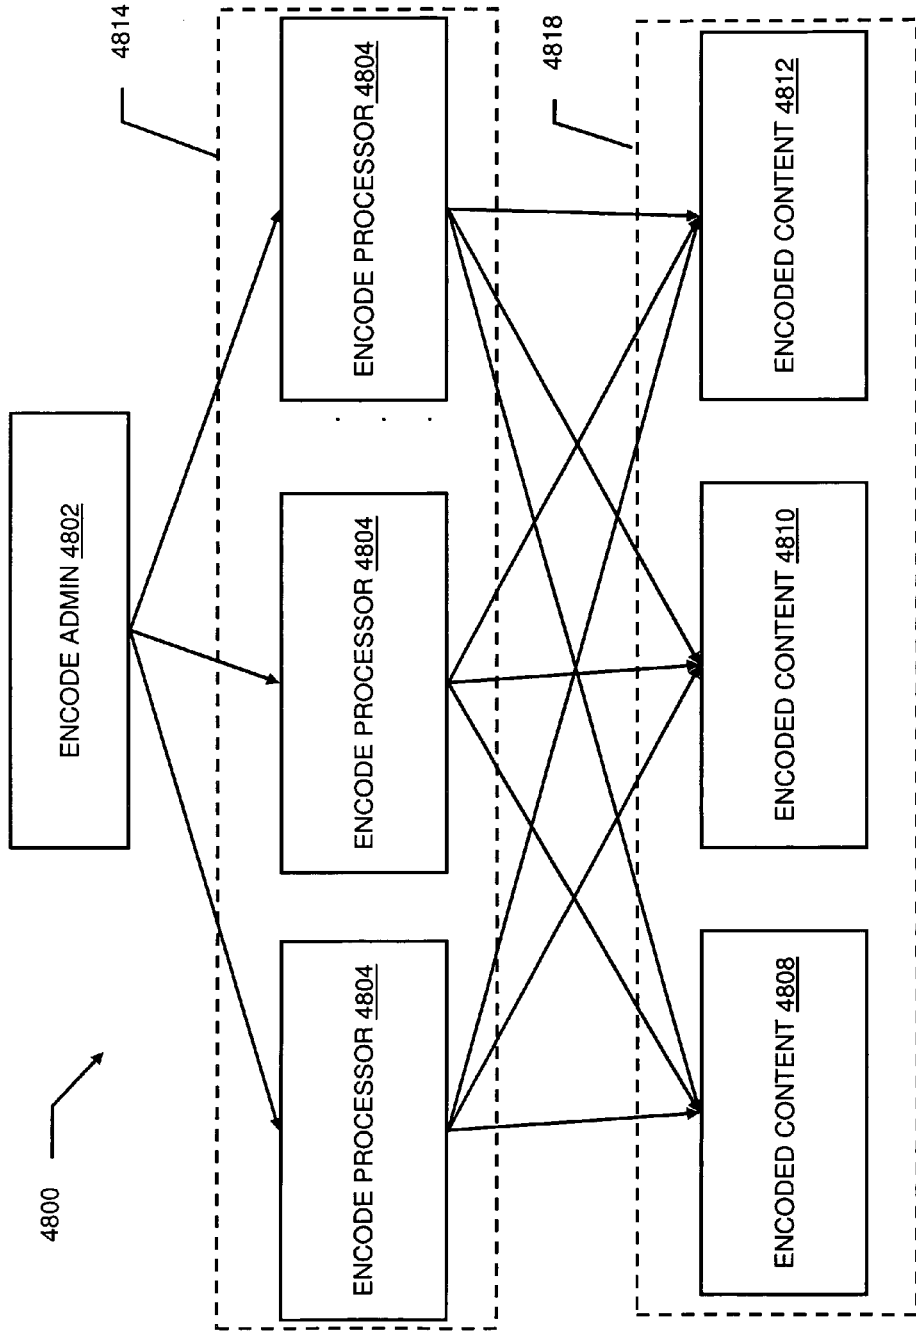 4800
ENCODE ADMIN 4802
4814
ENCODE PROCESSOR 4804
ENCODE PROCESSOR 4804
. . .
ENCODE PROCESSOR 4804
4818
ENCODED CONTENT 4808
ENCODED CONTENT 4810
ENCODED CONTENT 4812